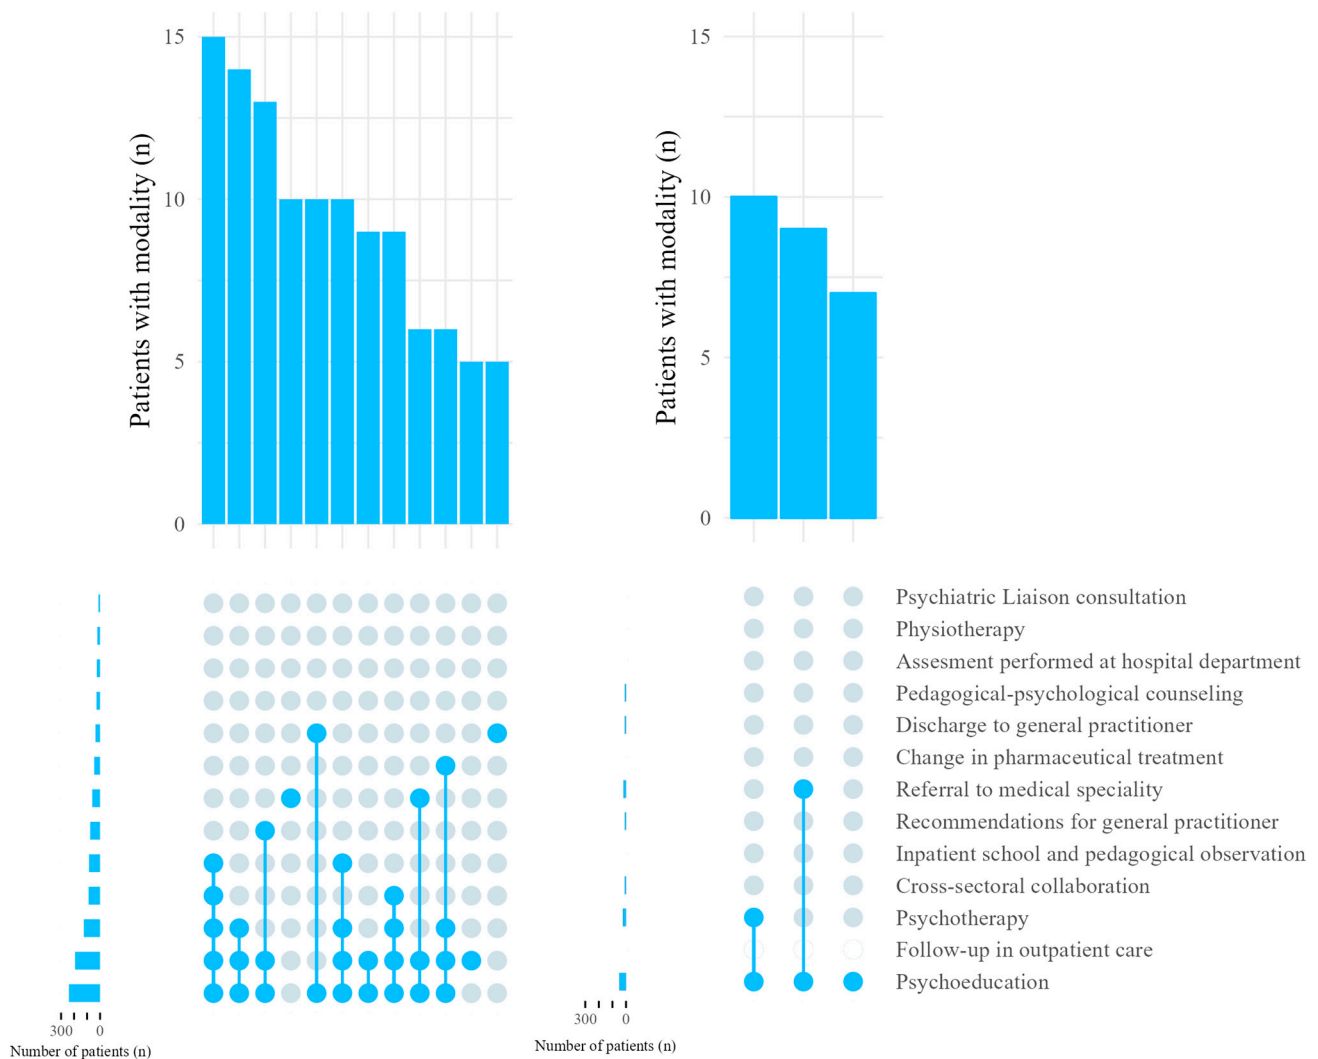 Patients with modality (n)
15
10
5
0
Patients with modality (n)
15
10
5
0
Psychiatric Liaison consultation
Physiotherapy
Assesment performed at hospital department
Pedagogical-psychological counseling
Discharge to general practitioner
Change in pharmaceutical treatment
Referral to medical speciality
Recommendations for general practitioner
Inpatient school and pedagogical observation
Cross-sectoral collaboration
Psychotherapy
Follow-up in outpatient care
Psychoeducation
300 0
Number of patients (n)
300 0
Number of patients (n)